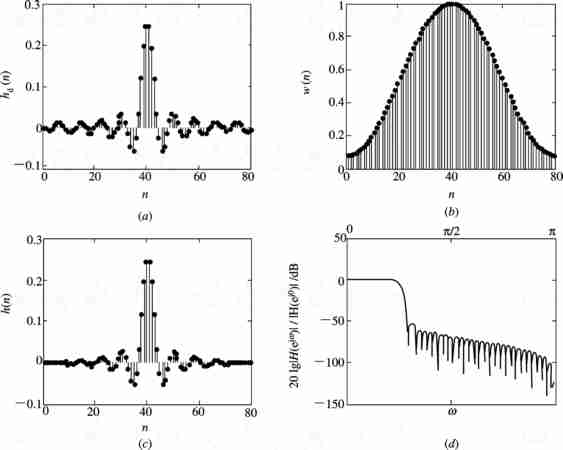 0.3
0.2
0.1
0
−0.1
h_d (n)
0 20 40 60 80
n
(a)
1
0.8
0.6
0.4
0.2
w (n)
0 20 40 60 80
n
(b)
0.3
0.2
0.1
0
−0.1
h(n)
0 20 40 60 80
n
(c)
0 π/2 π
50
0
−50
−100
−150
20 lg|H(e^jω)| / |H(e^j0)| /dB
ω
(d)